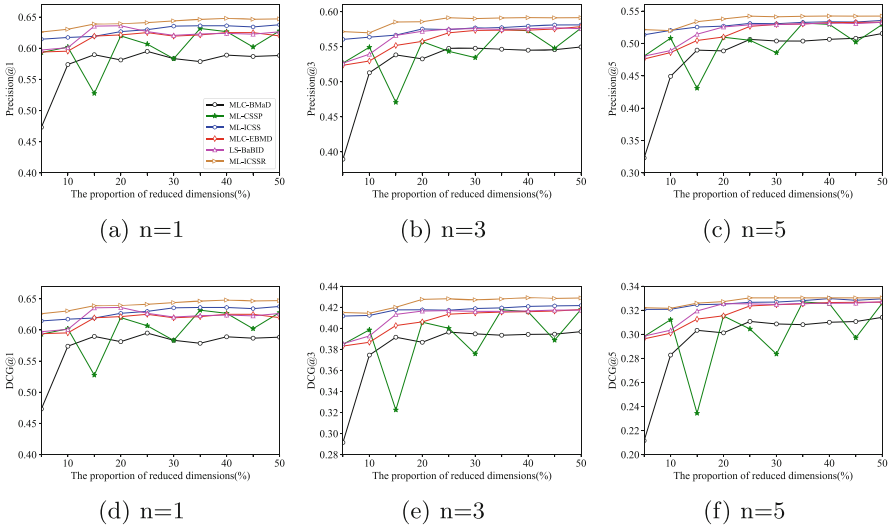 0.65
0.60
0.55
0.50
0.45
0.40
Precision@1
MLC-BMaD
ML-CSSP
ML-ICSS
MLC-EBMD
LS-BaBID
ML-ICSSR
10 20 30 40 50
The proportion of reduced dimensions(%)
(a) n=1
0.60
0.55
0.50
0.45
0.40
Precision@3
10 20 30 40 50
The proportion of reduced dimensions(%)
(b) n=3
0.55
0.50
0.45
0.40
0.35
0.30
Precision@5
10 20 30 40 50
The proportion of reduced dimensions(%)
(c) n=5
0.65
0.60
0.55
0.50
0.45
0.40
DCG@1
10 20 30 40 50
The proportion of reduced dimensions(%)
(d) n=1
0.44
0.42
0.40
0.38
0.36
0.34
0.32
0.30
0.28
DCG@3
10 20 30 40 50
The proportion of reduced dimensions(%)
(e) n=3
0.34
0.32
0.30
0.28
0.26
0.24
0.22
0.20
DCG@5
10 20 30 40 50
The proportion of reduced dimensions(%)
(f) n=5